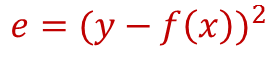 e = (y − f(x))²